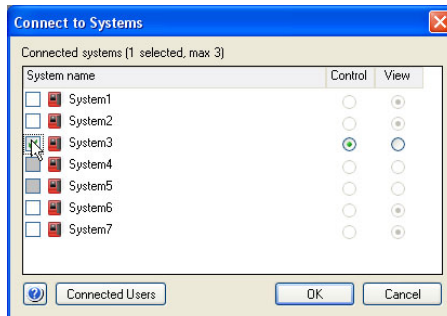 Connect to Systems
Connected systems (1 selected, max 3)
System name Control View
System1
System2
System3
System4
System5
System6
System7
Connected Users OK Cancel